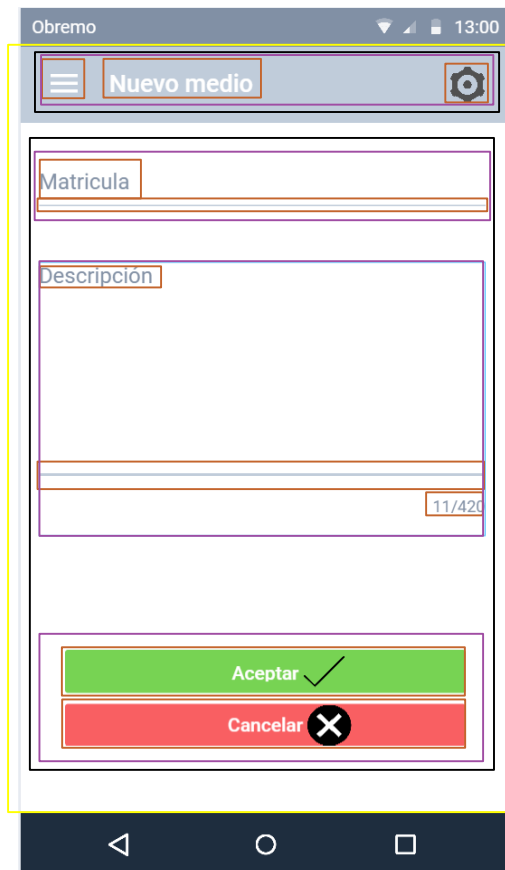 Obremo 13:00
Nuevo medio
Matricula
Descripción
11/420
Aceptar
Cancelar